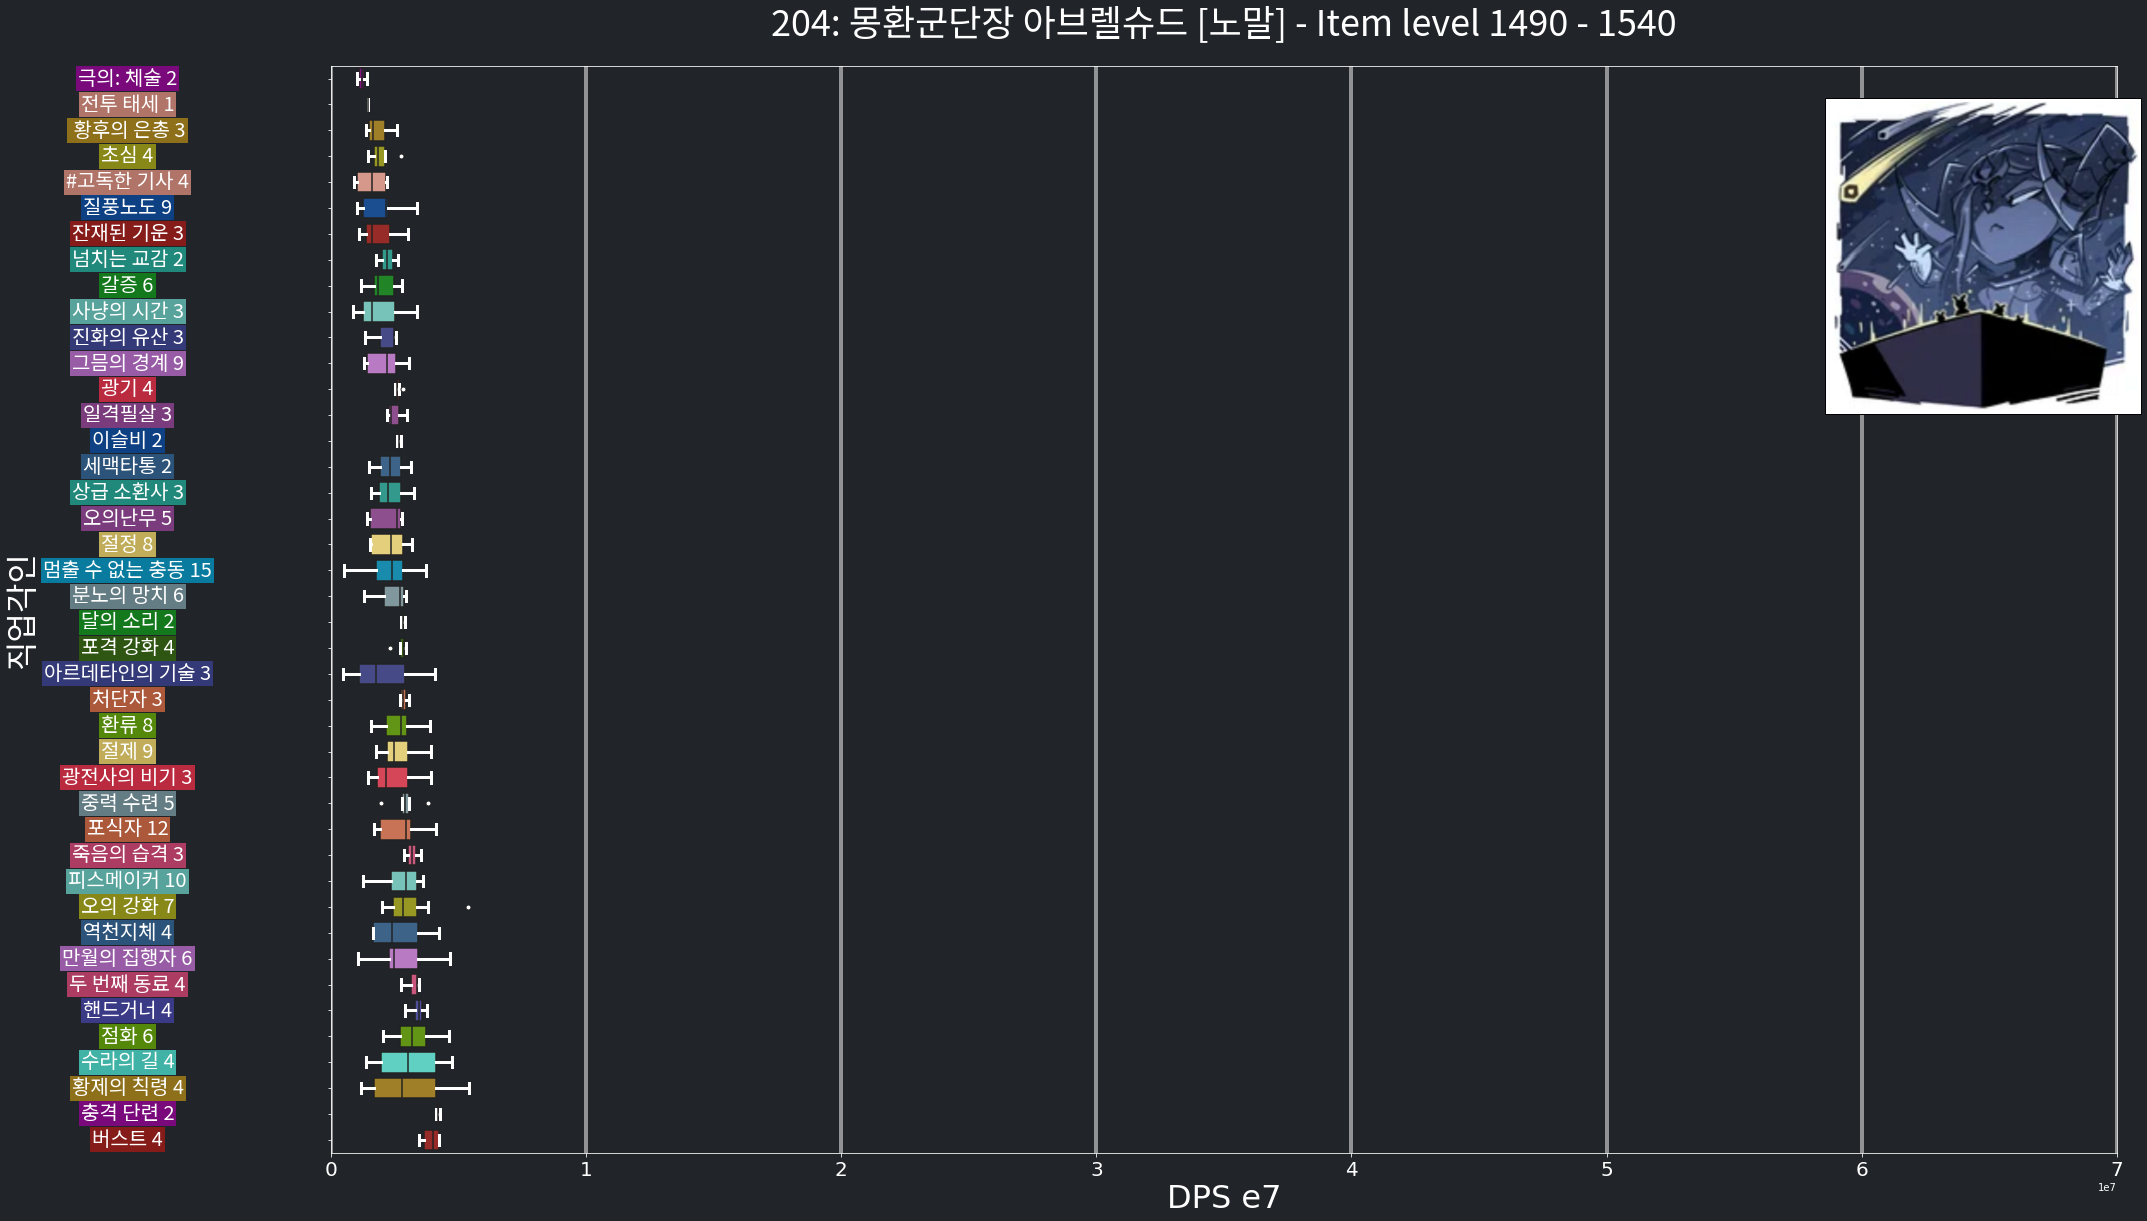 204: 몽환군단장 아브렐슈드 [노말] - Item level 1490 - 1540
직업각인
극의: 체술 2
전투 태세 1
황후의 은총 3
초심 4
#고독한 기사 4
질풍노도 9
잔재된 기운 3
넘치는 교감 2
갈증 6
사냥의 시간 3
진화의 유산 3
그믐의 경계 9
광기 4
일격필살 3
이슬비 2
세맥타통 2
상급 소환사 3
오의난무 5
절정 8
멈출 수 없는 충동 15
분노의 망치 6
달의 소리 2
포격 강화 4
아르데타인의 기술 3
처단자 3
환류 8
절제 9
광전사의 비기 3
중력 수련 5
포식자 12
죽음의 습격 3
피스메이커 10
오의 강화 7
역천지체 4
만월의 집행자 6
두 번째 동료 4
핸드거너 4
점화 6
수라의 길 4
황제의 칙령 4
충격 단련 2
버스트 4
0 1 2 3 4 5 6 7
1e7
DPS e7